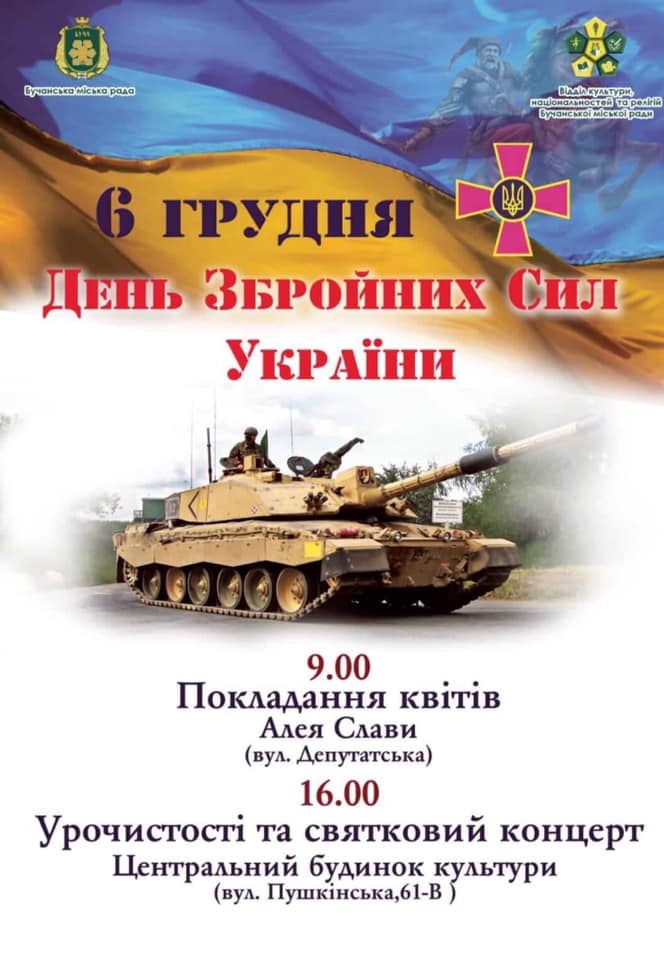 БУЧА
Бучанська міська рада
Відділ культури,
національностей та релігій
Бучанської міської ради
6 ГРУДНЯ
День Збройних Сил
України
9.00
Покладання квітів
Алея Слави
(вул. Депутатська)
16.00
Урочистості та святковий концерт
Центральний будинок культури
(вул. Пушкінська,61-В )